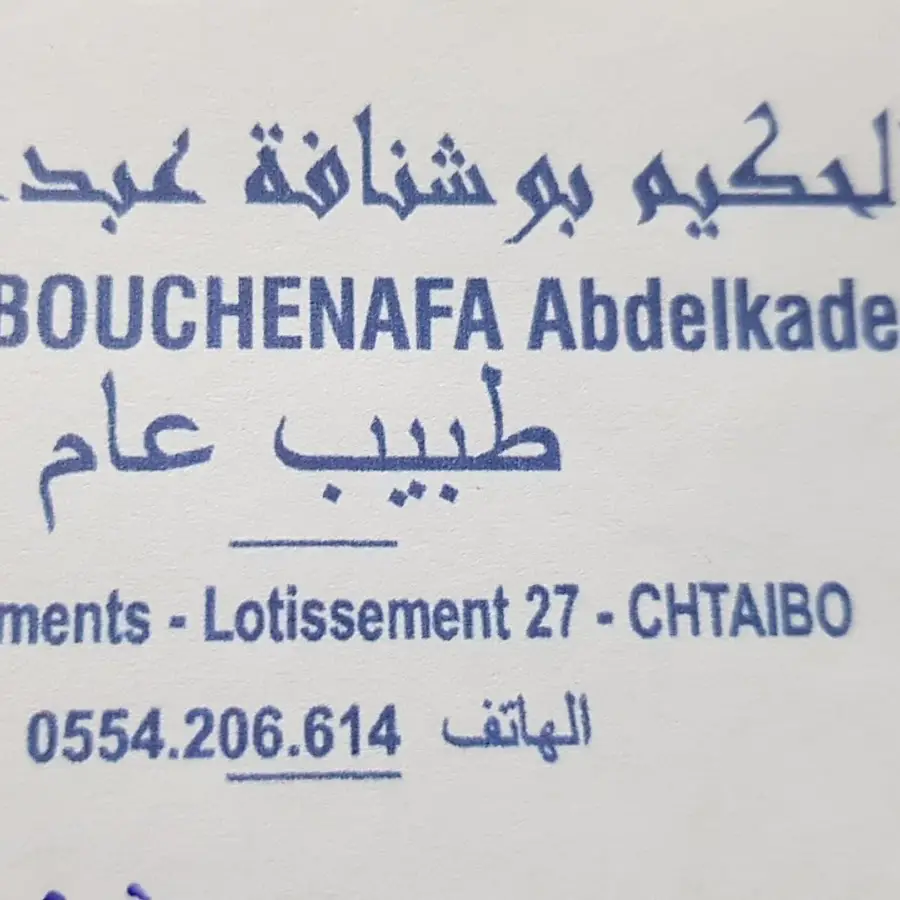 الحكيم بوشنافة عبد
BOUCHENAFA Abdelkade
طبيب عام
ments - Lotissement 27 - CHTAIBO
الهاتف 0554.206.614